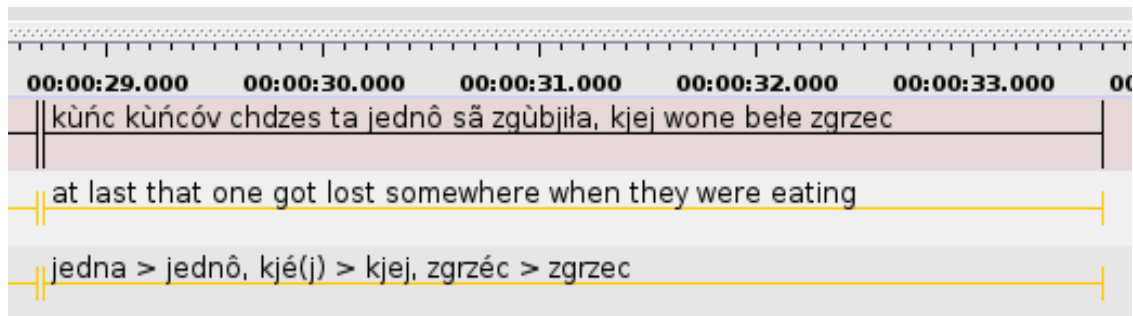 00:00:29.000 00:00:30.000 00:00:31.000 00:00:32.000 00:00:33.000 00
kùńc kùńcóv chdzes ta jednô sã zgùbjiła, kjej wone bełe zgrzec
at last that one got lost somewhere when they were eating
jedna > jednô, kjé(j) > kjej, zgrzéc > zgrzec